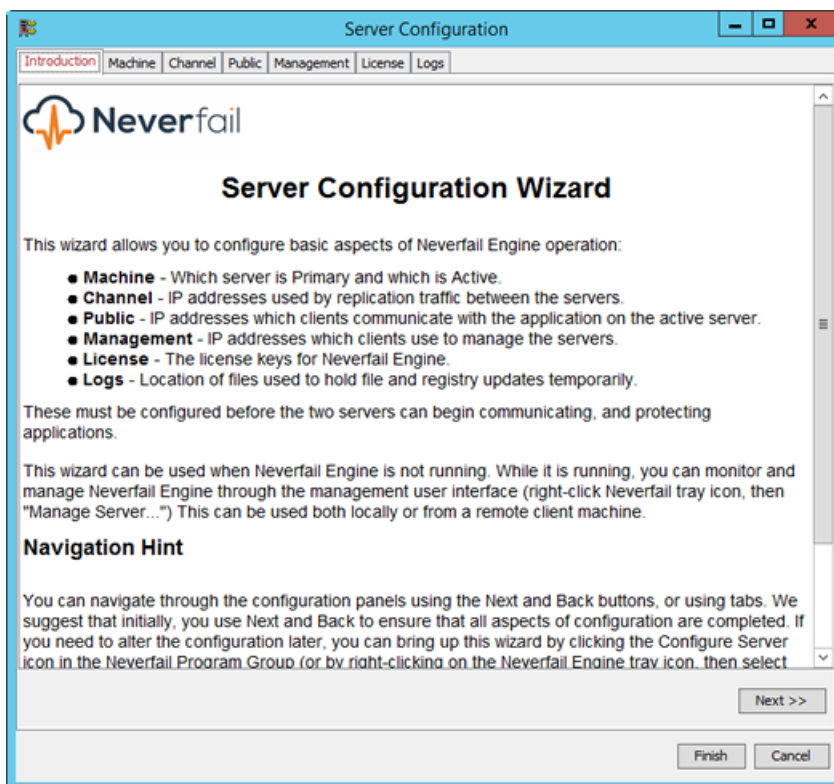 Server Configuration
Introduction Machine Channel Public Management License Logs
Neverfail
Server Configuration Wizard
This wizard allows you to configure basic aspects of Neverfail Engine operation:
● Machine - Which server is Primary and which is Active.
● Channel - IP addresses used by replication traffic between the servers.
● Public - IP addresses which clients communicate with the application on the active server.
● Management - IP addresses which clients use to manage the servers.
● License - The license keys for Neverfail Engine.
● Logs - Location of files used to hold file and registry updates temporarily.
These must be configured before the two servers can begin communicating, and protecting
applications.
This wizard can be used when Neverfail Engine is not running. While it is running, you can monitor and
manage Neverfail Engine through the management user interface (right-click Neverfail tray icon, then
"Manage Server...") This can be used both locally or from a remote client machine.
Navigation Hint
You can navigate through the configuration panels using the Next and Back buttons, or using tabs. We
suggest that initially, you use Next and Back to ensure that all aspects of configuration are completed. If
you need to alter the configuration later, you can bring up this wizard by clicking the Configure Server
icon in the Neverfail Program Group (or by right-clicking on the Neverfail Engine tray icon, then select
Next >>
Finish Cancel